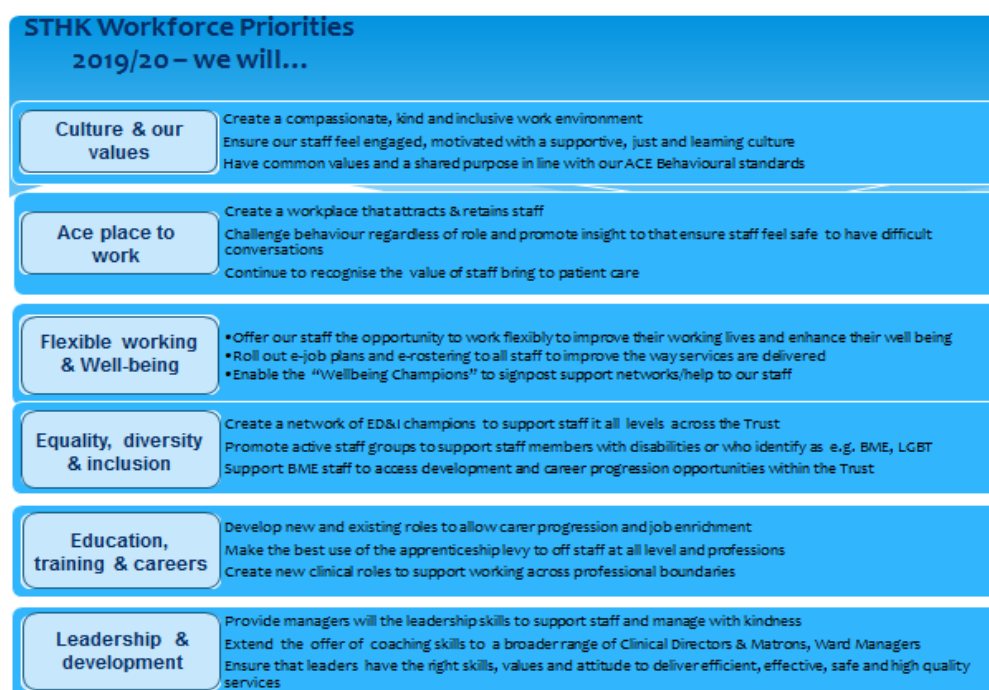 STHK Workforce Priorities
2019/20 – we will...
Culture & our
values
Create a compassionate, kind and inclusive work environment
Ensure our staff feel engaged, motivated with a supportive, just and learning culture
Have common values and a shared purpose in line with our ACE Behavioural standards
Ace place to
work
Create a workplace that attracts & retains staff
Challenge behaviour regardless of role and promote insight to that ensure staff feel safe to have difficult
conversations
Continue to recognise the value of staff bring to patient care
Flexible working
& Well-being
•Offer our staff the opportunity to work flexibly to improve their working lives and enhance their well being
•Roll out e-job plans and e-rostering to all staff to improve the way services are delivered
•Enable the “Wellbeing Champions” to signpost support networks/help to our staff
Equality, diversity
& inclusion
Create a network of ED&I champions to support staff it all levels across the Trust
Promote active staff groups to support staff members with disabilities or who identify as e.g. BME, LGBT
Support BME staff to access development and career progression opportunities within the Trust
Education,
training & careers
Develop new and existing roles to allow carer progression and job enrichment
Make the best use of the apprenticeship levy to off staff at all level and professions
Create new clinical roles to support working across professional boundaries
Leadership &
development
Provide managers will the leadership skills to support staff and manage with kindness
Extend the offer of coaching skills to a broader range of Clinical Directors & Matrons, Ward Managers
Ensure that leaders have the right skills, values and attitude to deliver efficient, effective, safe and high quality
services